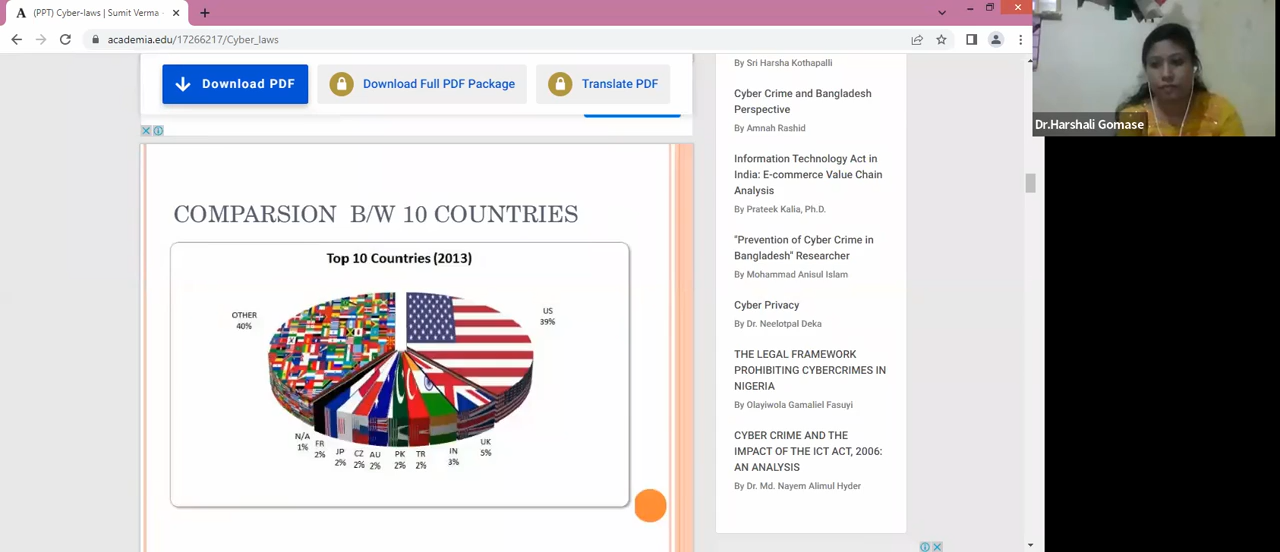 (PPT) Cyber-laws | Sumit Verma
academia.edu/17266217/Cyber_laws
Download PDF
Download Full PDF Package
Translate PDF
COMPARSION B/W 10 COUNTRIES
Top 10 Countries (2013)
OTHER
40%
US
39%
N/A
1%
FR
2%
JP
2%
CZ
2%
AU
2%
PK
2%
TR
2%
IN
3%
UK
5%
By Sri Harsha Kothapalli
Cyber Crime and Bangladesh
Perspective
By Amnah Rashid
Information Technology Act in
India: E-commerce Value Chain
Analysis
By Prateek Kalia, Ph.D.
"Prevention of Cyber Crime in
Bangladesh" Researcher
By Mohammad Anisul Islam
Cyber Privacy
By Dr. Neelotpal Deka
THE LEGAL FRAMEWORK
PROHIBITING CYBERCRIMES IN
NIGERIA
By Olayiwola Gamaliel Fasuyi
CYBER CRIME AND THE
IMPACT OF THE ICT ACT, 2006:
AN ANALYSIS
By Dr. Md. Nayem Alimul Hyder
Dr.Harshali Gomase